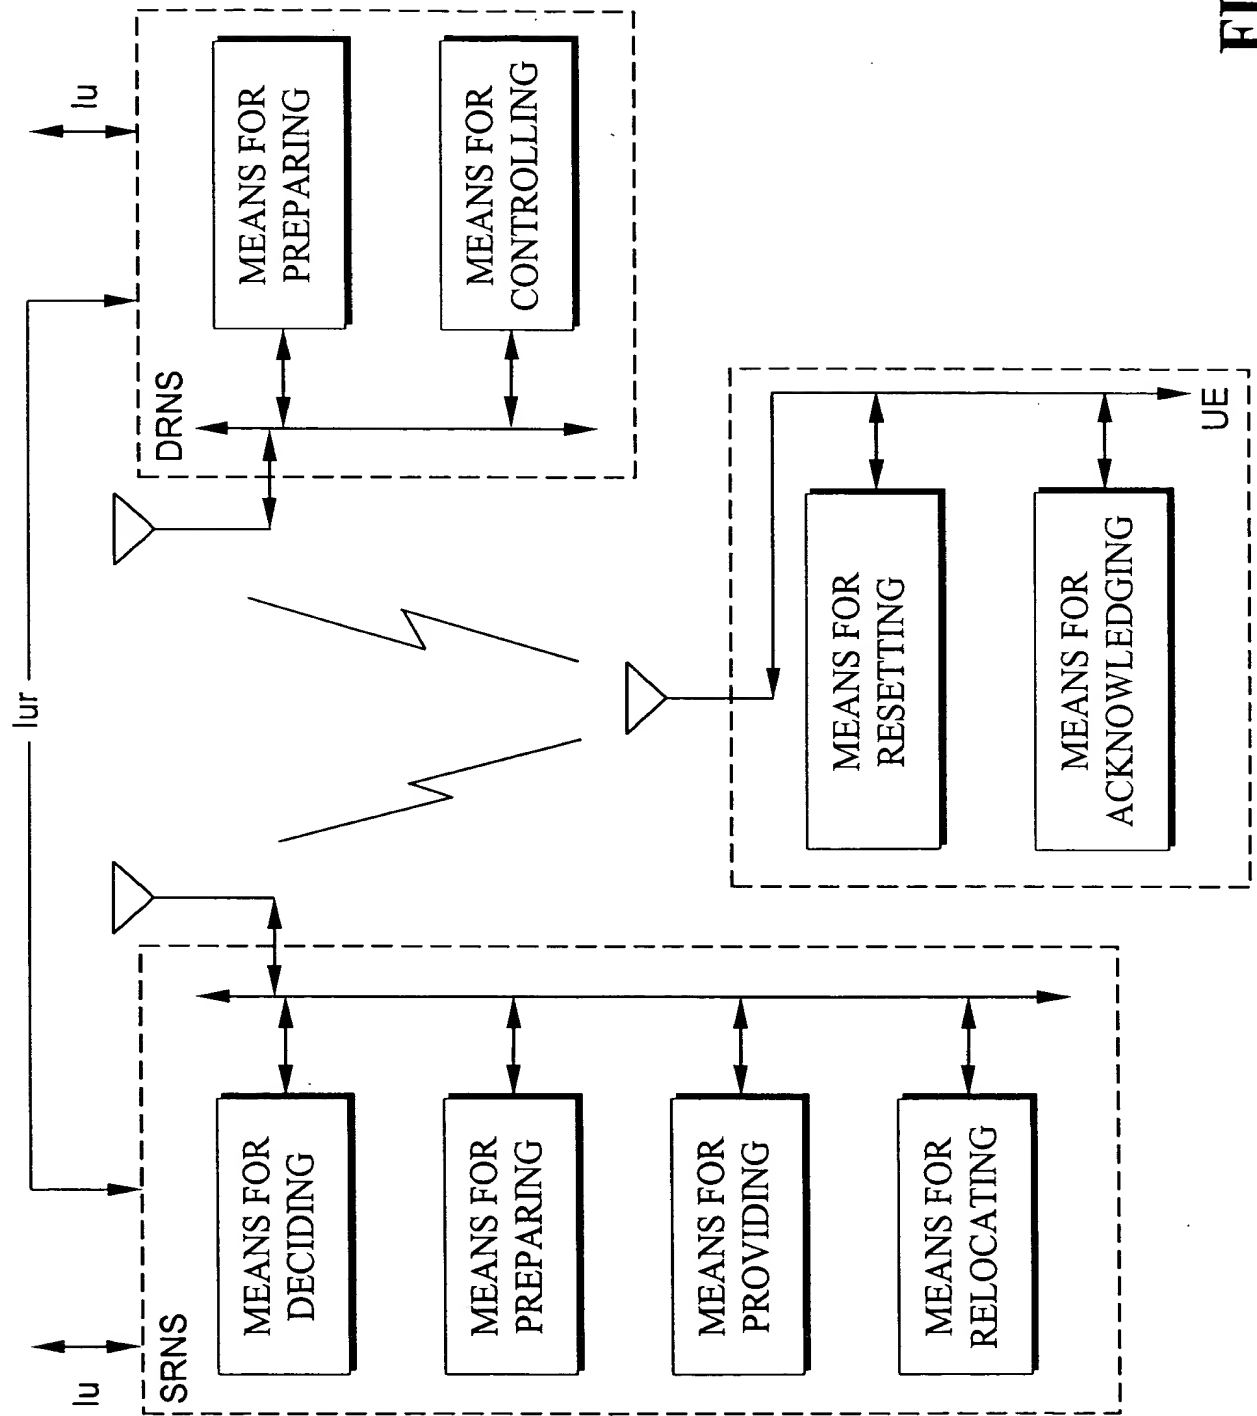 Iur
Iu
SRNS
MEANS FOR
DECIDING
MEANS FOR
PREPARING
MEANS FOR
PROVIDING
MEANS FOR
RELOCATING
Iu
DRNS
MEANS FOR
PREPARING
MEANS FOR
CONTROLLING
MEANS FOR
RESETTING
MEANS FOR
ACKNOWLEDGING
UE